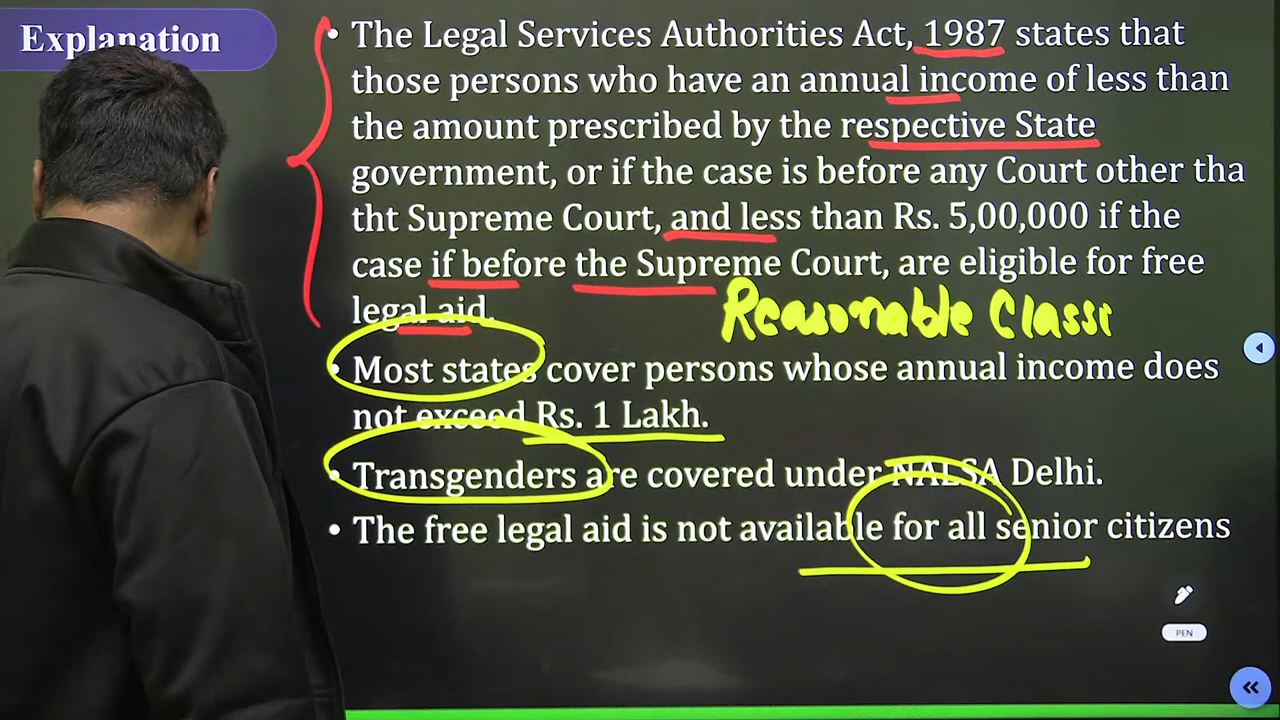 Explanation
• The Legal Services Authorities Act, 1987 states that
those persons who have an annual income of less than
the amount prescribed by the respective State
government, or if the case is before any Court other tha
tht Supreme Court, and less than Rs. 5,00,000 if the
case if before the Supreme Court, are eligible for free
legal aid.
Reasonable Classi
• Most states cover persons whose annual income does
not exceed Rs. 1 Lakh.
• Transgenders are covered under NALSA Delhi.
• The free legal aid is not available for all senior citizens
PEN